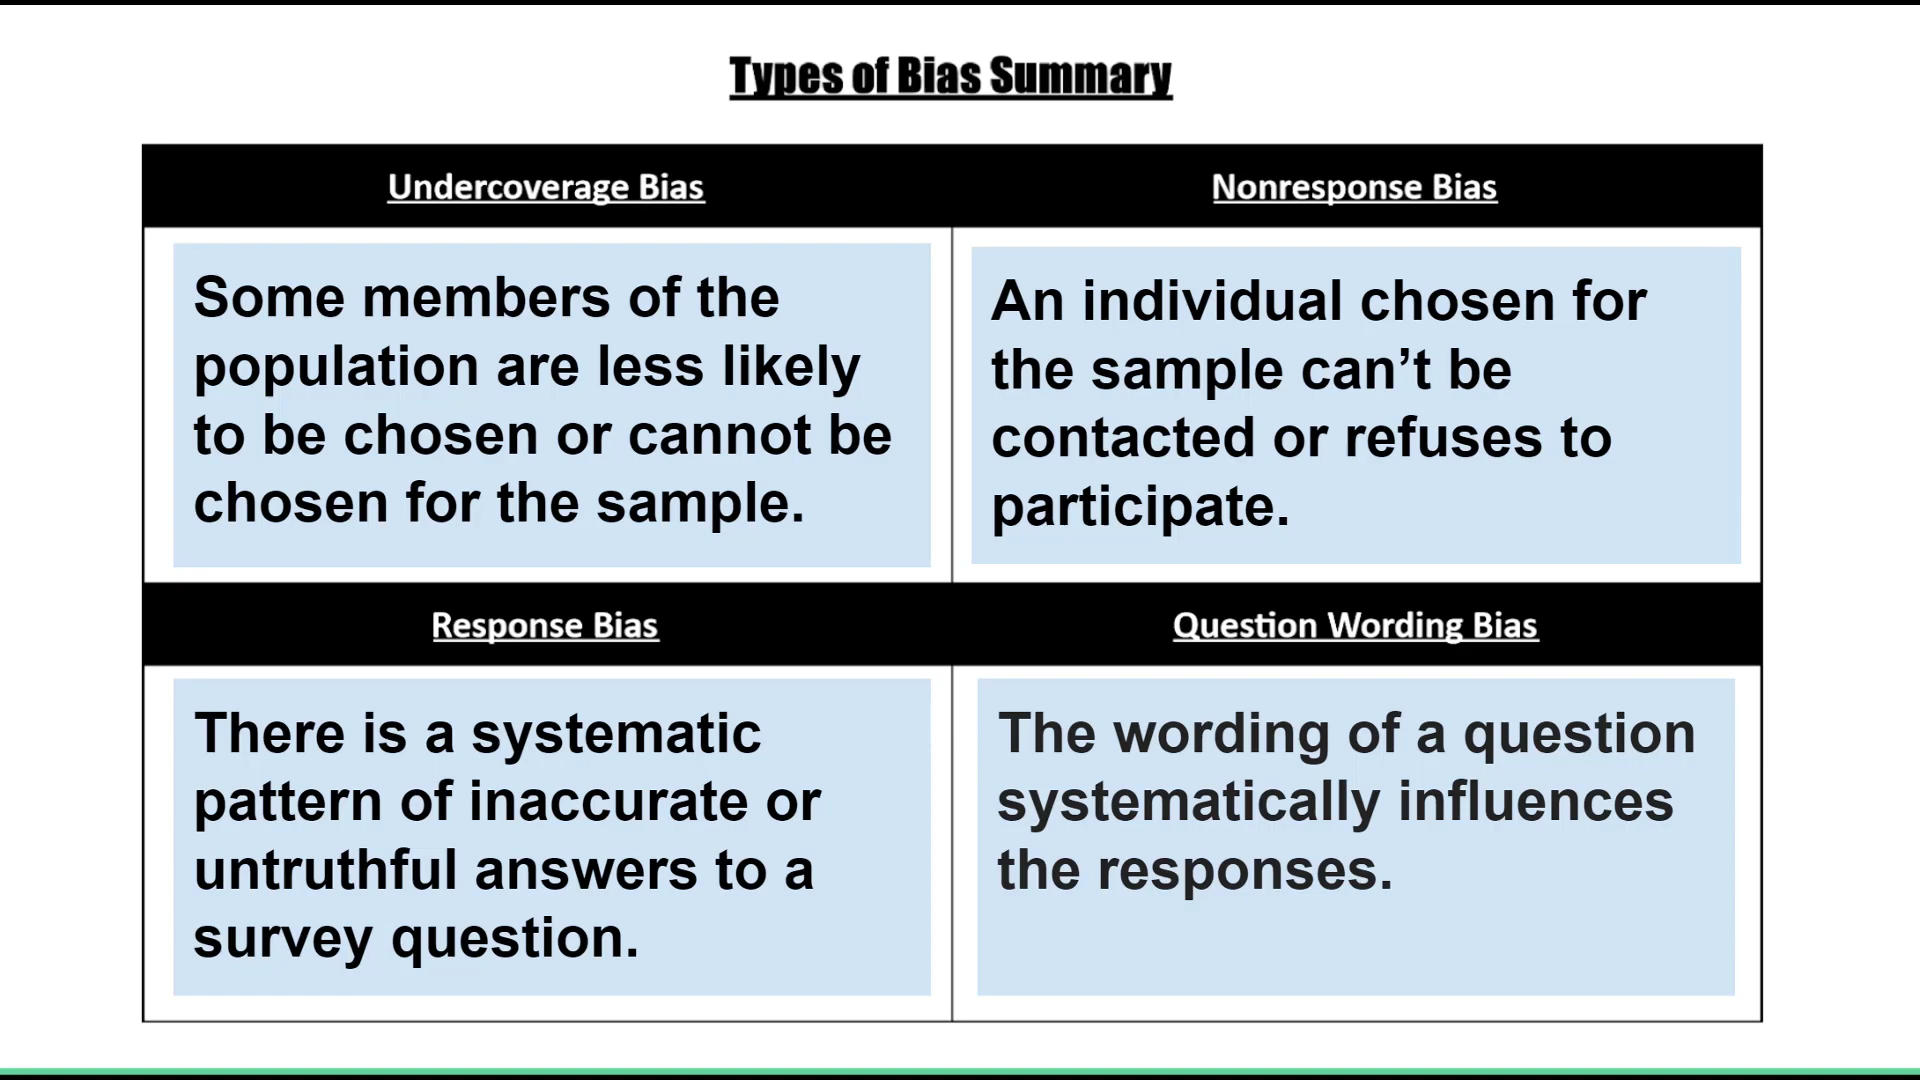 Types of Bias Summary
Undercoverage Bias
Some members of the
population are less likely
to be chosen or cannot be
chosen for the sample.
Nonresponse Bias
An individual chosen for
the sample can’t be
contacted or refuses to
participate.
Response Bias
There is a systematic
pattern of inaccurate or
untruthful answers to a
survey question.
Question Wording Bias
The wording of a question
systematically influences
the responses.